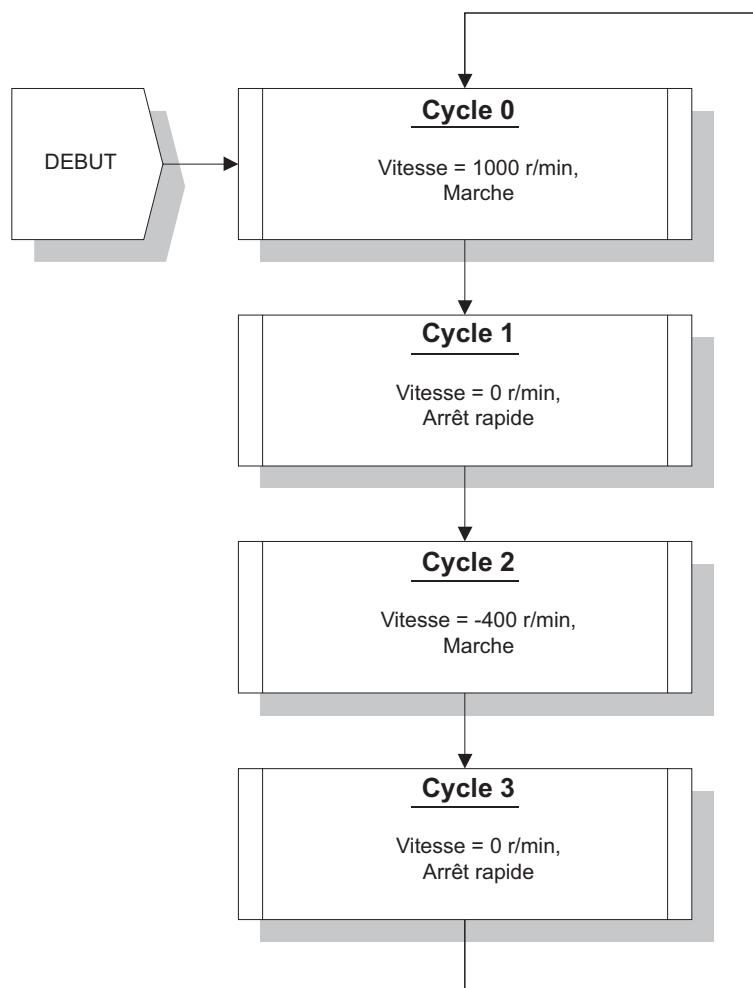 DEBUT
Cycle 0
Vitesse = 1000 r/min,
Marche
Cycle 1
Vitesse = 0 r/min,
Arrêt rapide
Cycle 2
Vitesse = -400 r/min,
Marche
Cycle 3
Vitesse = 0 r/min,
Arrêt rapide